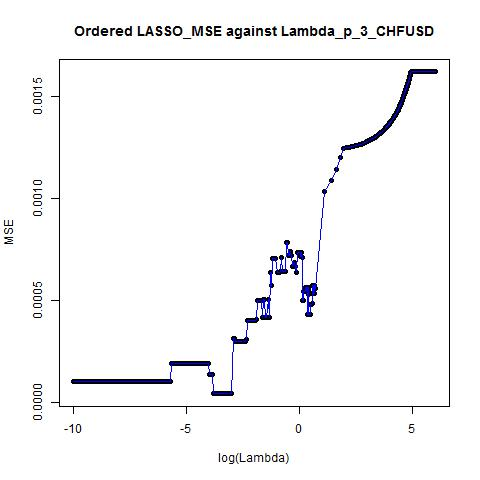 Ordered LASSO_MSE against Lambda_p_3_CHFUSD
MSE
0.0015
0.0010
0.0005
0.0000
-10 -5 0 5
log(Lambda)